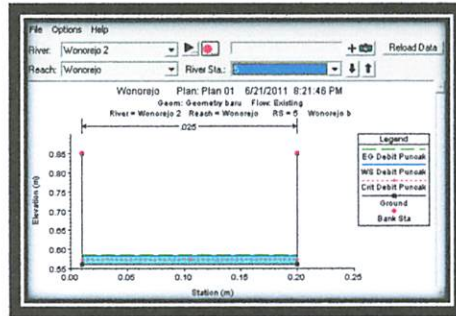 File Options Help
River: Wonorejo 2 Reload Data
Reach: Wonorejo River Sta.: 5
Wonorejo Plan: Plan 01 6/21/2011 8:21:46 PM
Geom: Geometry baru Flow: Existing
River = Wonorejo 2 Reach = Wonorejo RS = 5 Wonorejo b
.025
Legend
EG Debit Puncak
WS Debit Puncak
Crit Debit Puncak
Ground
Bank Sta
Elevation (m)
0.90
0.85
0.80
0.75
0.70
0.65
0.60
0.55
0.00 0.05 0.10 0.15 0.20 0.25
Station (m)